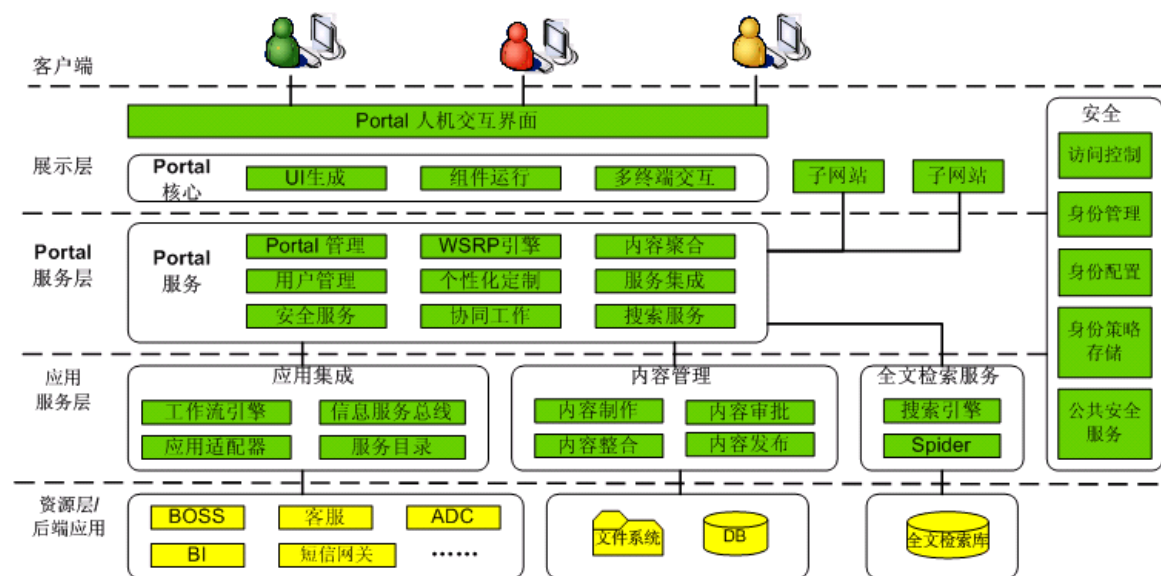 客户端
Portal 人机交互界面
安全
访问控制
身份管理
身份配置
身份策略
存储
公共安全
服务
展示层
Portal
核心
UI生成
组件运行
多终端交互
子网站
子网站
Portal
服务层
Portal
服务
Portal 管理
WSRP引擎
内容聚合
用户管理
个性化定制
服务集成
安全服务
协同工作
搜索服务
应用
服务层
应用集成
工作流引擎
信息服务总线
应用适配器
服务目录
内容管理
内容制作
内容审批
内容整合
内容发布
全文检索服务
搜索引擎
Spider
资源层/
后端应用
BOSS
客服
ADC
BI
短信网关
……
文件系统
DB
全文检索库